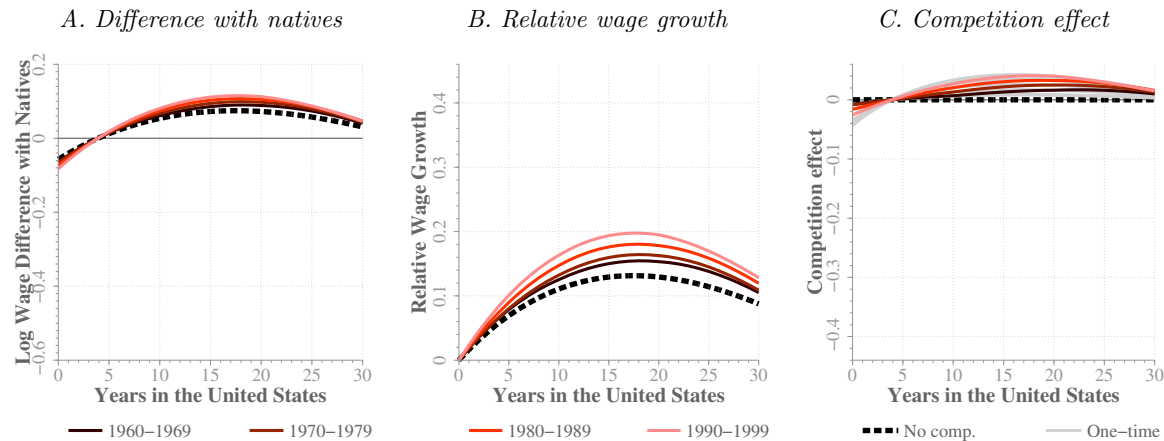 A. Difference with natives
B. Relative wage growth
C. Competition effect
Log Wage Difference with Natives
0.2
0
−0.2
−0.4
−0.6
0 5 10 15 20 25 30
Years in the United States
Relative Wage Growth
0.4
0.3
0.2
0.1
0
0 5 10 15 20 25 30
Years in the United States
Competition effect
0
−0.1
−0.2
−0.3
−0.4
0 5 10 15 20 25 30
Years in the United States
1960−1969 1970−1979 1980−1989 1990−1999 No comp. One−time